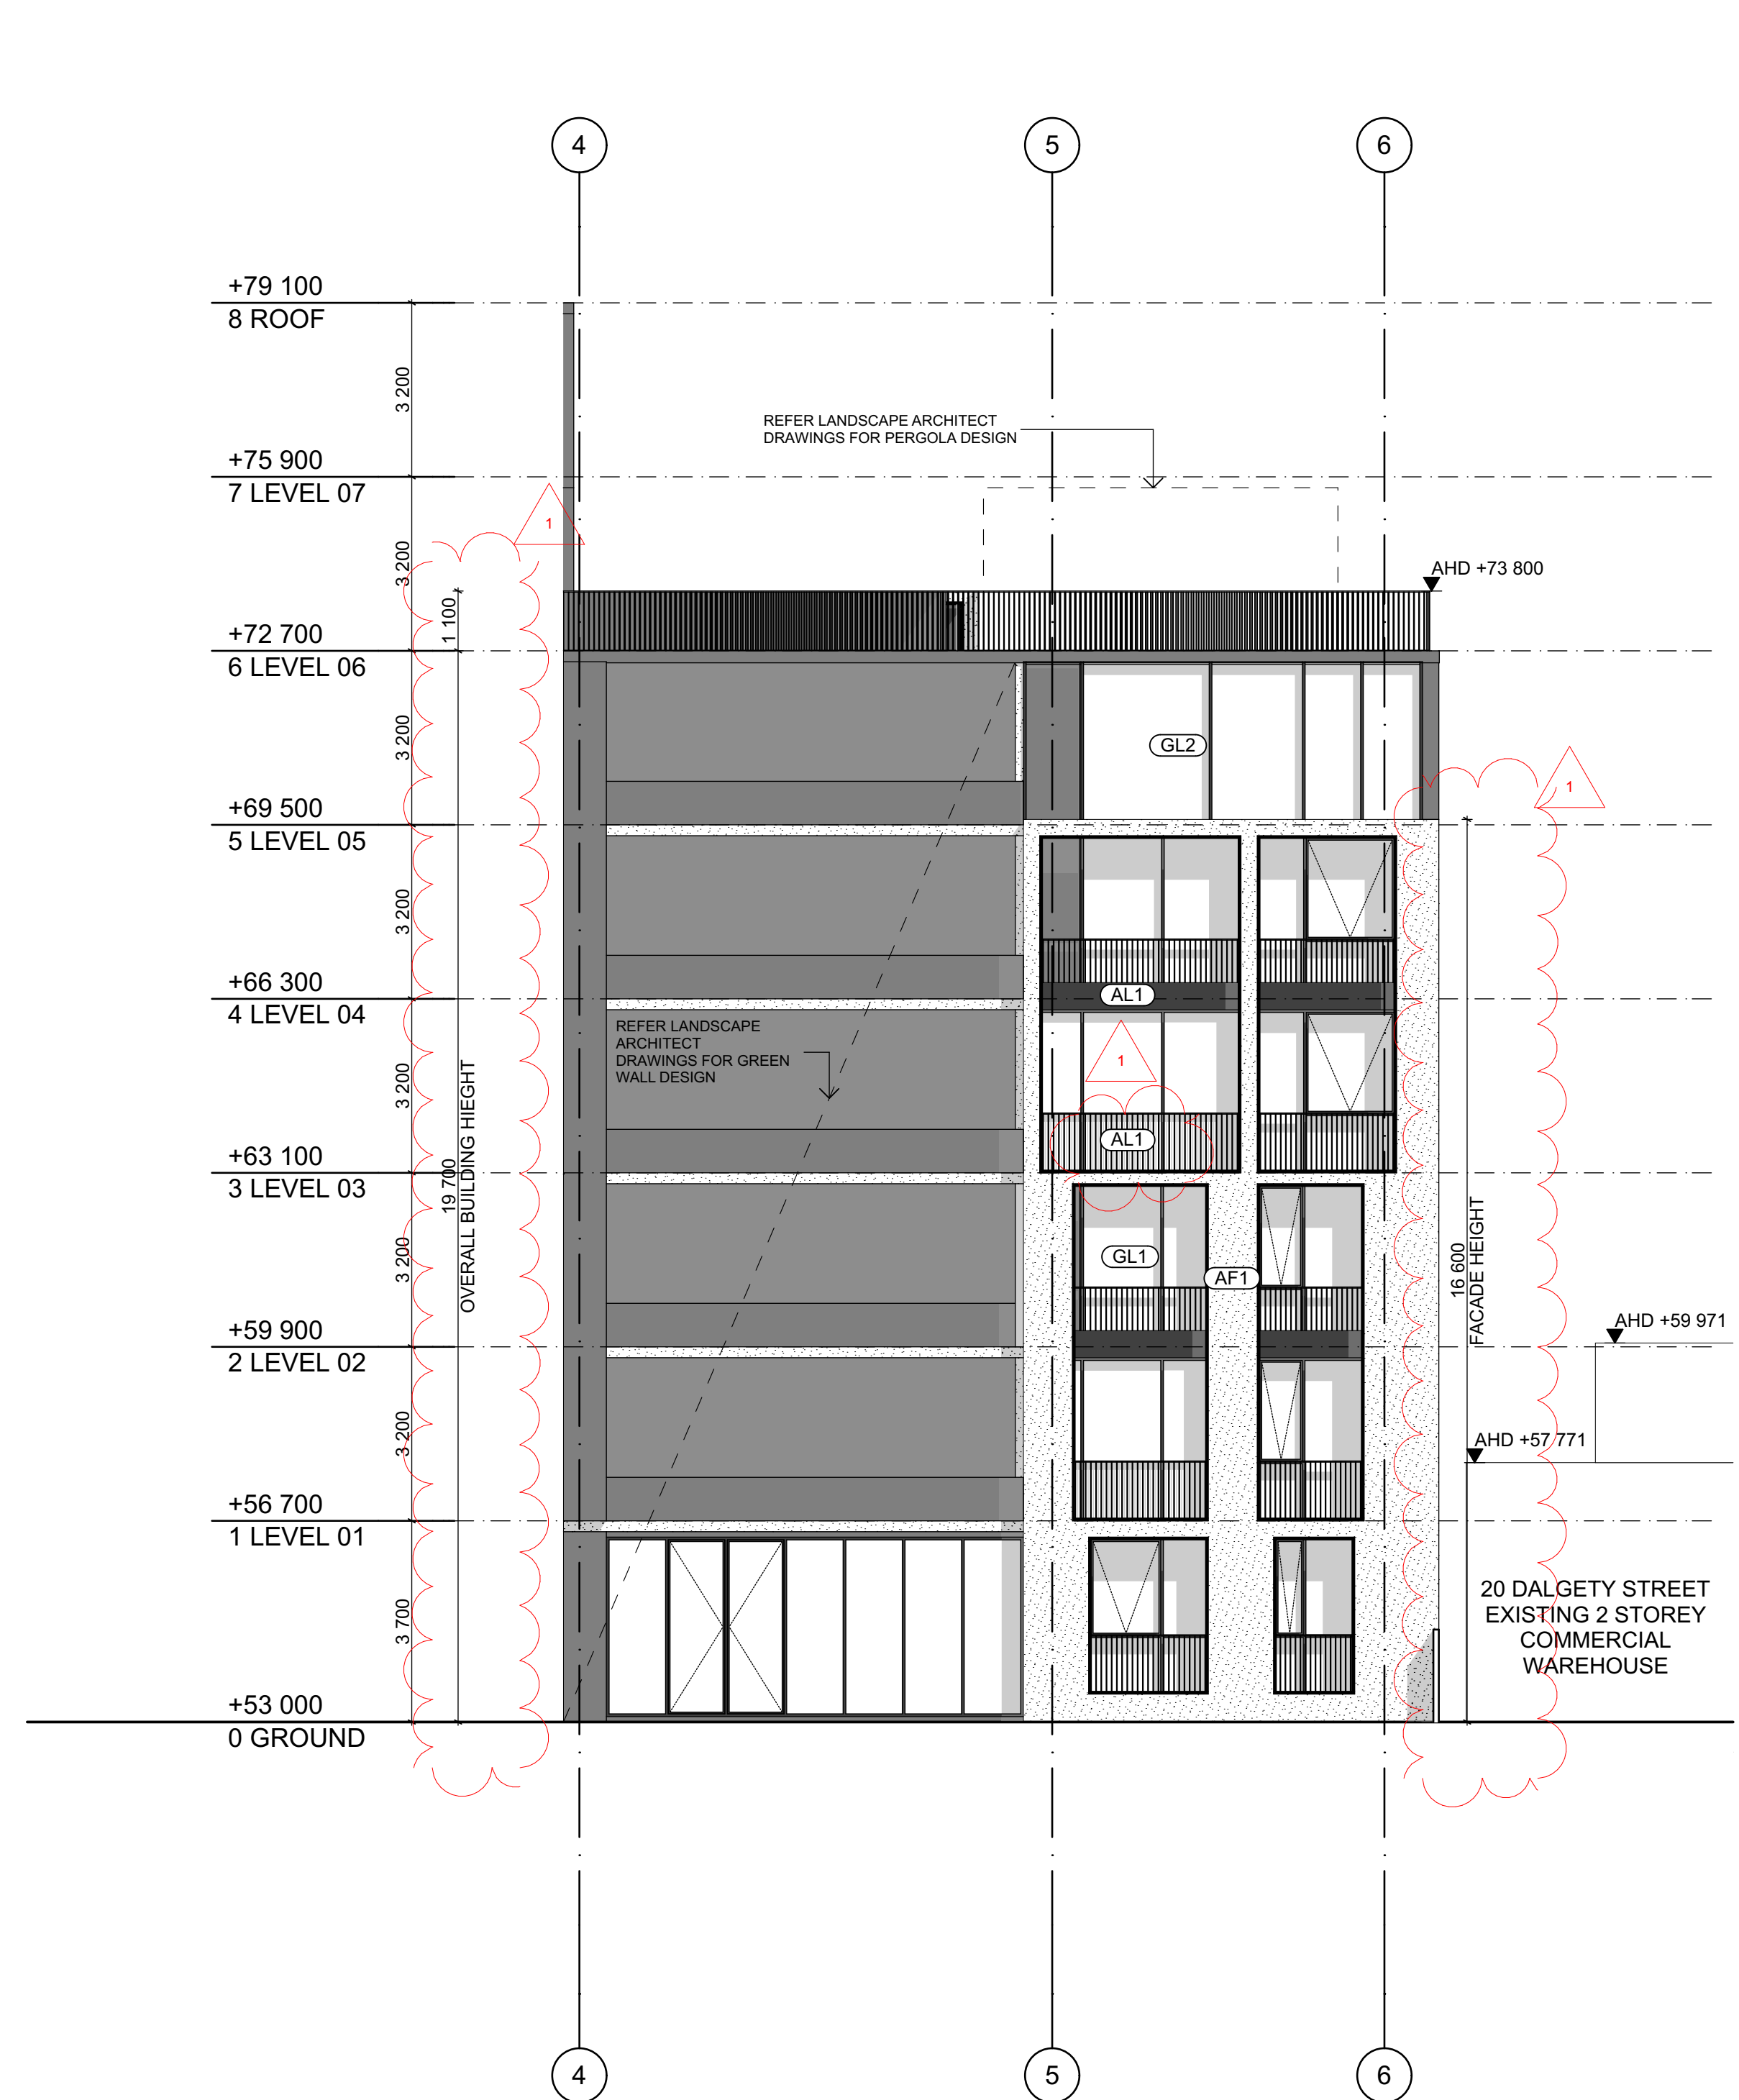 4
5
6
+79 100
8 ROOF
3 200
REFER LANDSCAPE ARCHITECT
DRAWINGS FOR PERGOLA DESIGN
+75 900
7 LEVEL 07
1
3 200
AHD +73 800
1 100
+72 700
6 LEVEL 06
3 200
GL2
1
+69 500
5 LEVEL 05
3 200
+66 300
4 LEVEL 04
AL1
REFER LANDSCAPE
ARCHITECT
DRAWINGS FOR GREEN
WALL DESIGN
1
3 200
AL1
+63 100
3 LEVEL 03
19 700
OVERALL BUILDING HIEGHT
3 200
GL1
AF1
16 600
FACADE HEIGHT
+59 900
2 LEVEL 02
AHD +59 971
3 200
AHD +57 771
+56 700
1 LEVEL 01
3 700
20 DALGETY STREET
EXISTING 2 STOREY
COMMERCIAL
WAREHOUSE
+53 000
0 GROUND
4
5
6